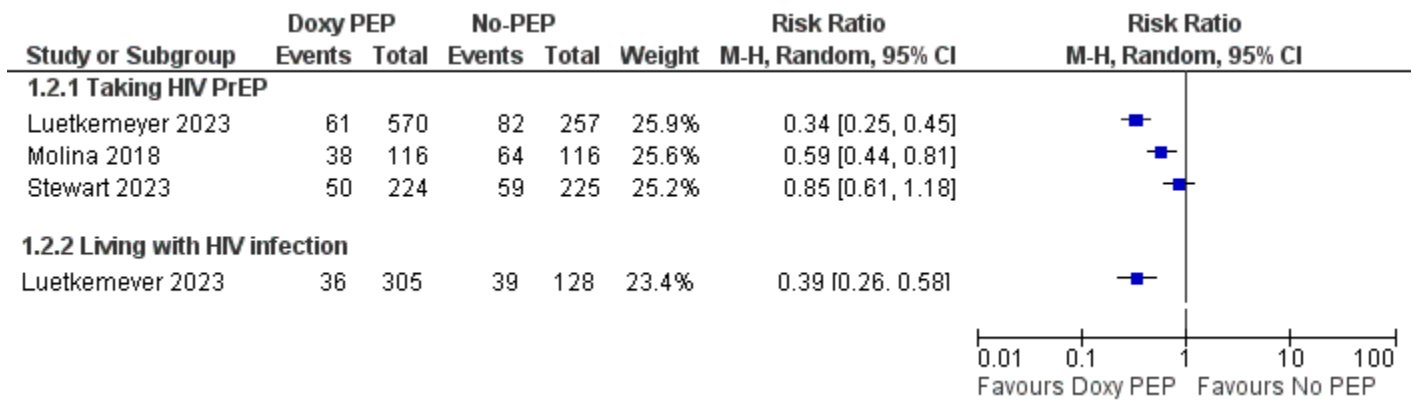 Doxy PEP No-PEP Risk Ratio Risk Ratio
Study or Subgroup Events Total Events Total Weight M-H, Random, 95% CI M-H, Random, 95% CI
1.2.1 Taking HIV PrEP
Luetkemeyer 2023 61 570 82 257 25.9% 0.34 [0.25, 0.45]
Molina 2018 38 116 64 116 25.6% 0.59 [0.44, 0.81]
Stewart 2023 50 224 59 225 25.2% 0.85 [0.61, 1.18]
1.2.2 Living with HIV infection
Luetkemeyer 2023 36 305 39 128 23.4% 0.39 [0.26, 0.58]
0.01 0.1 1 10 100
Favours Doxy PEP Favours No PEP